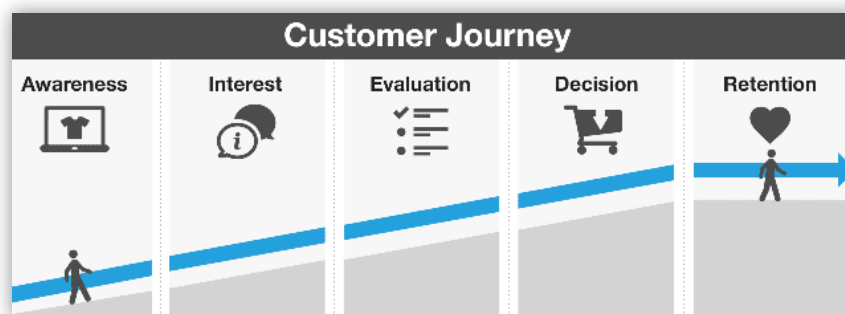 Customer Journey
Awareness
Interest
Evaluation
Decision
Retention
i